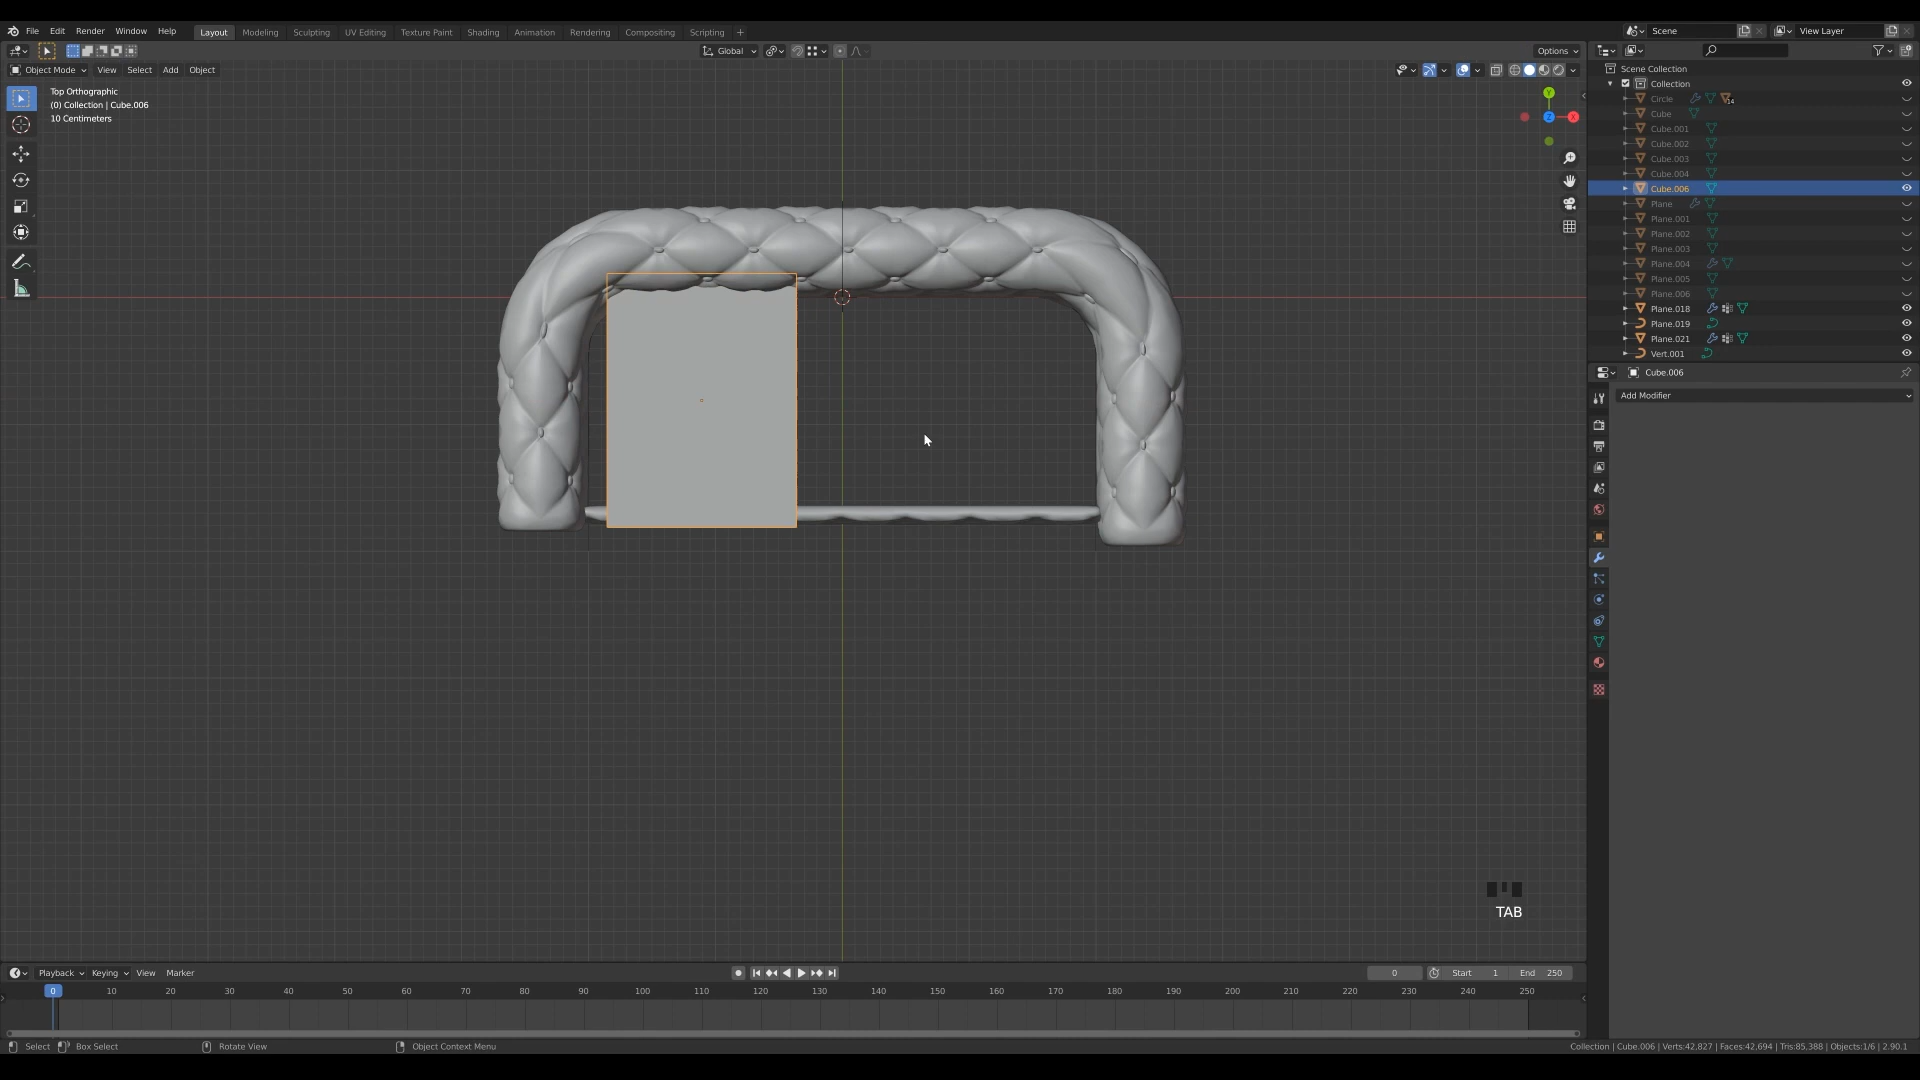 File Edit Render Window Help Layout Modeling Sculpting UV Editing Texture Paint Shading Animation Rendering Compositing Scripting + Scene View Layer
Global Options
Object Mode View Select Add Object
Top Orthographic
(0) Collection | Cube.006
10 Centimeters
Y
Z
X
Scene Collection
Collection
Circle 14
Cube
Cube.001
Cube.002
Cube.003
Cube.004
Cube.006
Plane
Plane.001
Plane.002
Plane.003
Plane.004
Plane.005
Plane.006
Plane.018
Plane.019
Plane.021
Vert.001
Cube.006
Add Modifier
TAB
Playback Keying View Marker 0 Start 1 End 250
0 10 20 30 40 50 60 70 80 90 100 110 120 130 140 150 160 170 180 190 200 210 220 230 240 250
Select Box Select Rotate View Object Context Menu Collection | Cube.006 | Verts:42,827 | Faces:42,694 | Tris:85,388 | Objects:1/6 | 2.90.1